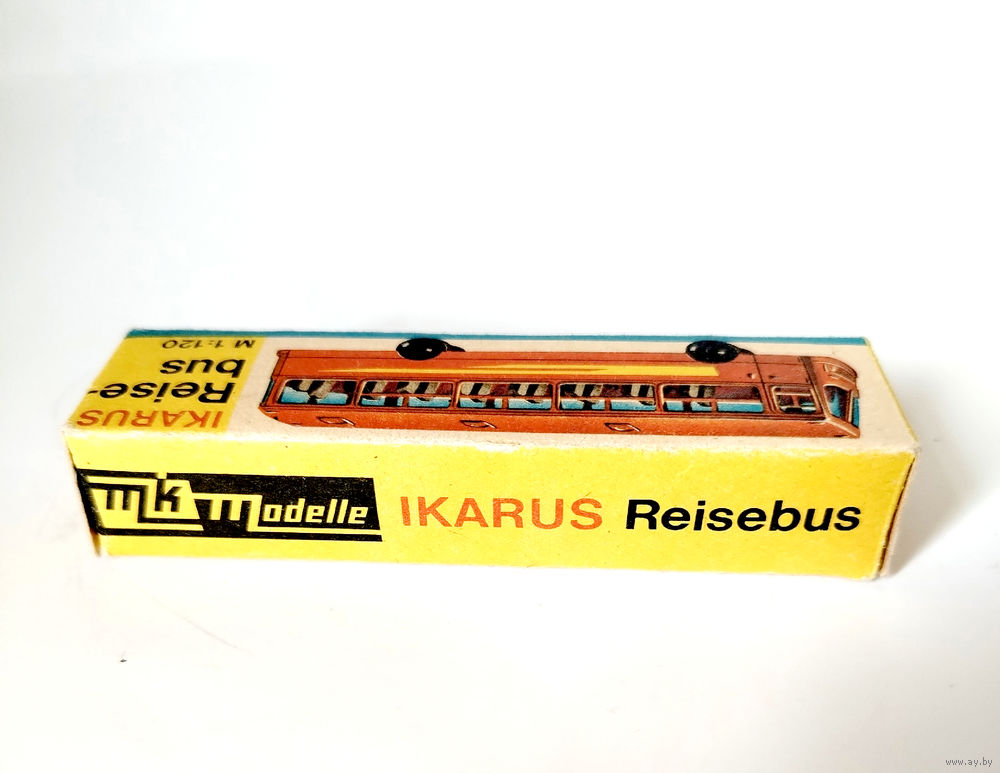 IKARUS
Reise-
bus
M 1:120
mk modelle IKARUS Reisebus
www.ay.by